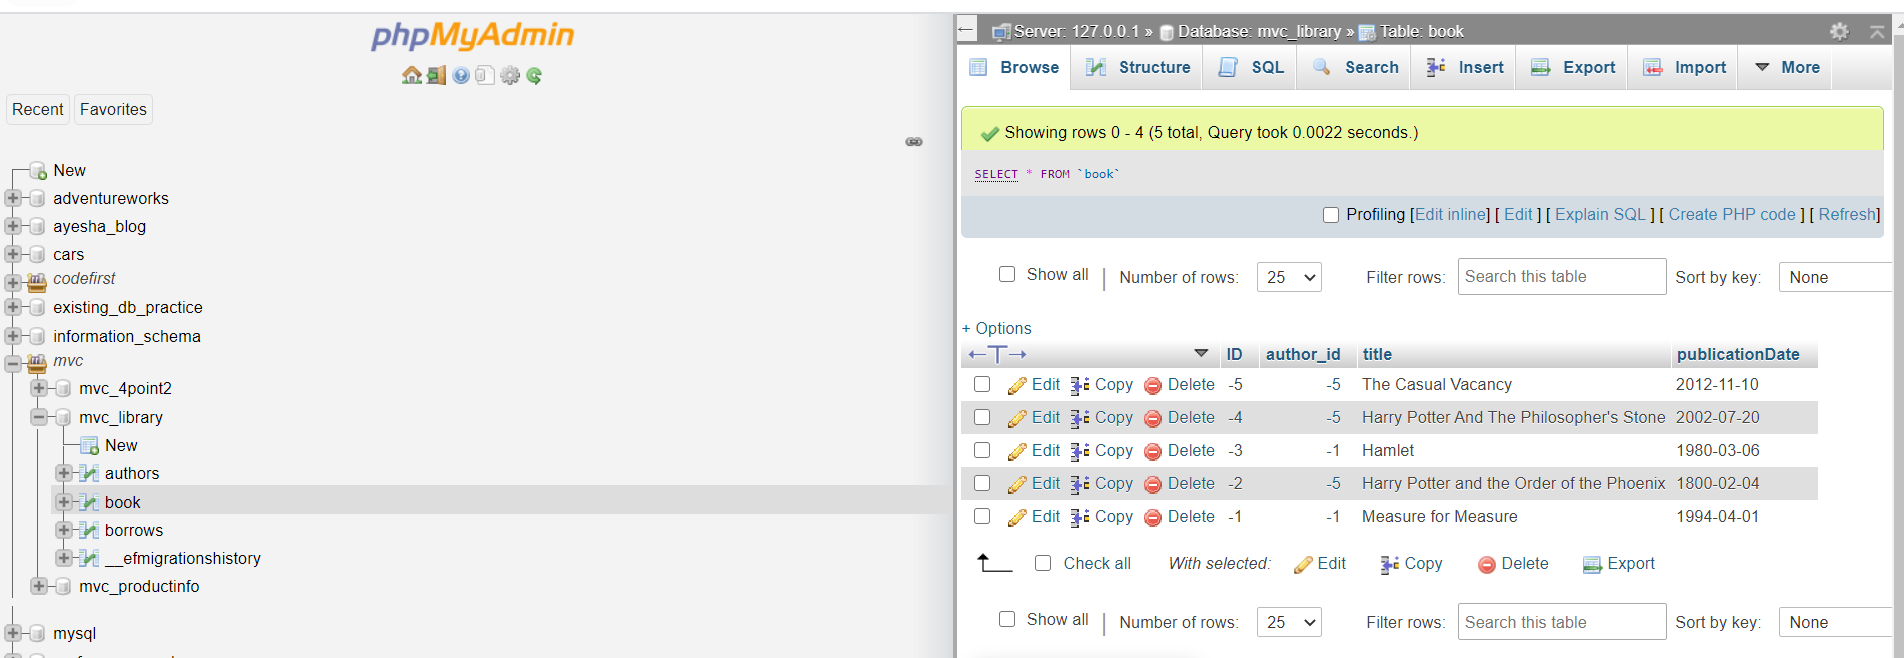 phpMyAdmin
Recent Favorites
New
adventureworks
ayesha_blog
cars
codefirst
existing_db_practice
information_schema
mvc
mvc_4point2
mvc_library
New
authors
book
borrows
__efmigrationshistory
mvc_productinfo
mysql
Server: 127.0.0.1 » Database: mvc_library » Table: book
Browse Structure SQL Search Insert Export Import More
Showing rows 0 - 4 (5 total, Query took 0.0022 seconds.)
SELECT * FROM `book`
Profiling [Edit inline] [ Edit ] [ Explain SQL ] [ Create PHP code ] [ Refresh]
Show all | Number of rows: 25 Filter rows: Search this table Sort by key: None
+ Options
←T→ ID author_id title publicationDate
Edit Copy Delete -5 -5 The Casual Vacancy 2012-11-10
Edit Copy Delete -4 -5 Harry Potter And The Philosopher's Stone 2002-07-20
Edit Copy Delete -3 -1 Hamlet 1980-03-06
Edit Copy Delete -2 -5 Harry Potter and the Order of the Phoenix 1800-02-04
Edit Copy Delete -1 -1 Measure for Measure 1994-04-01
Check all With selected: Edit Copy Delete Export
Show all | Number of rows: 25 Filter rows: Search this table Sort by key: None